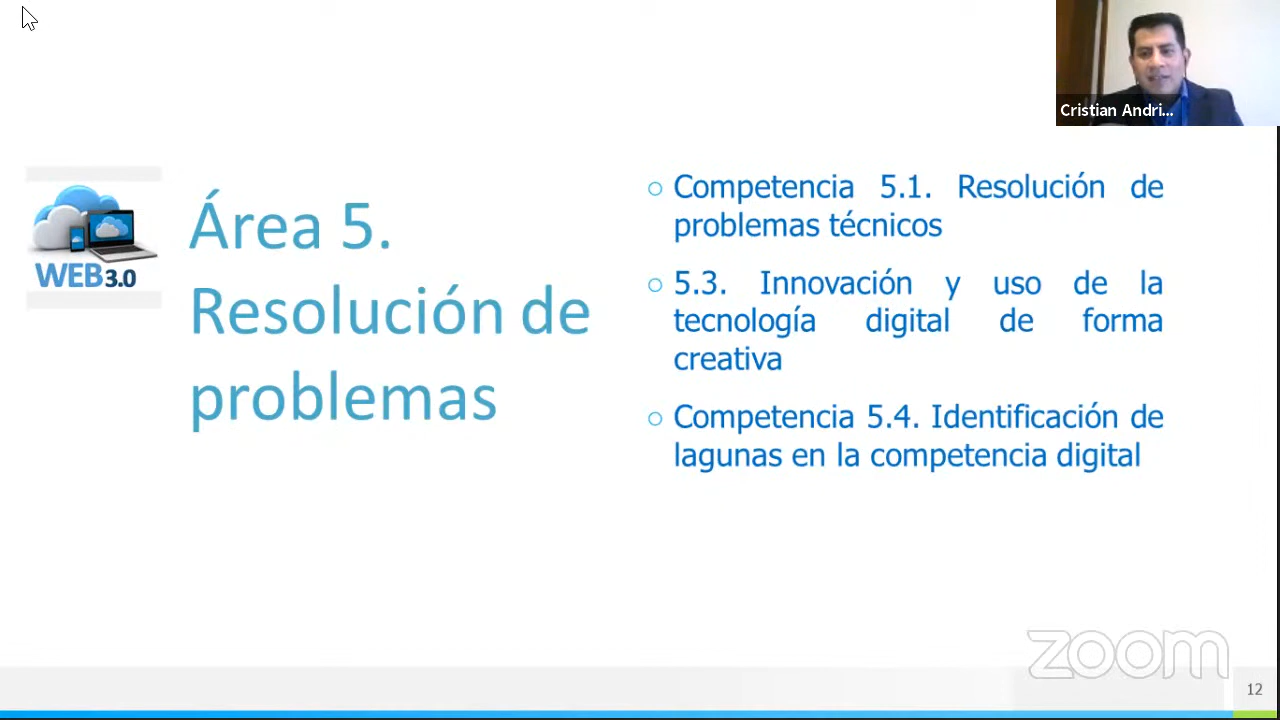 Cristian Andri...
WEB 3.0
Área 5.
Resolución de
problemas
Competencia 5.1. Resolución de
problemas técnicos
5.3. Innovación y uso de la
tecnología digital de forma
creativa
Competencia 5.4. Identificación de
lagunas en la competencia digital
zoom
12